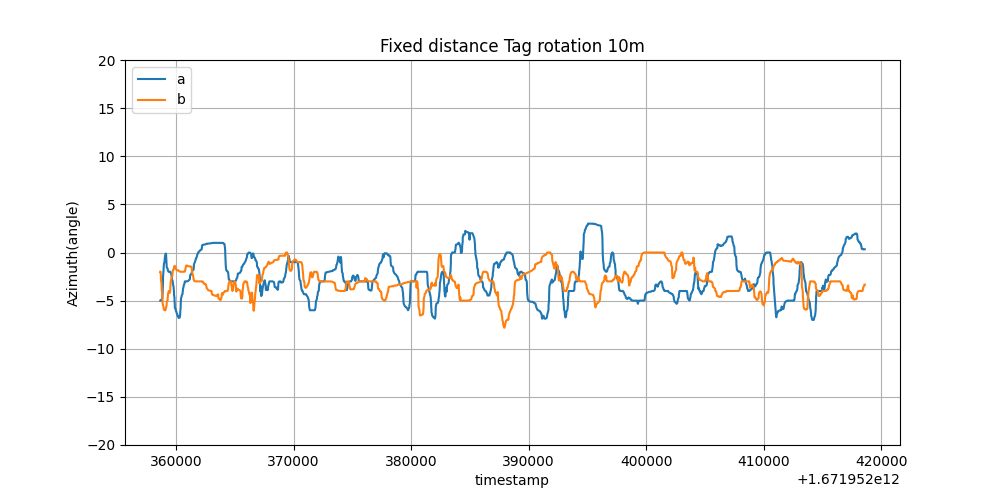 Fixed distance Tag rotation 10m
20
15
10
5
0
−5
−10
−15
−20
Azimuth(angle)
a
b
360000 370000 380000 390000 400000 410000 420000
timestamp
+1.671952e12